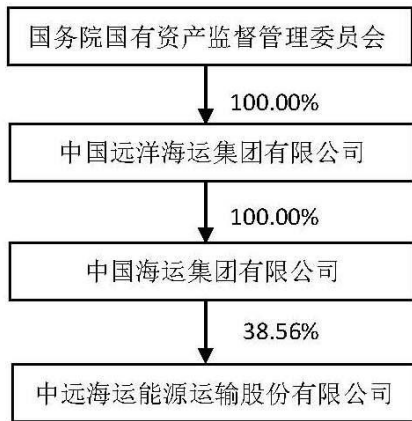 国务院国有资产监督管理委员会
100.00%
中国远洋海运集团有限公司
100.00%
中国海运集团有限公司
38.56%
中远海运能源运输股份有限公司